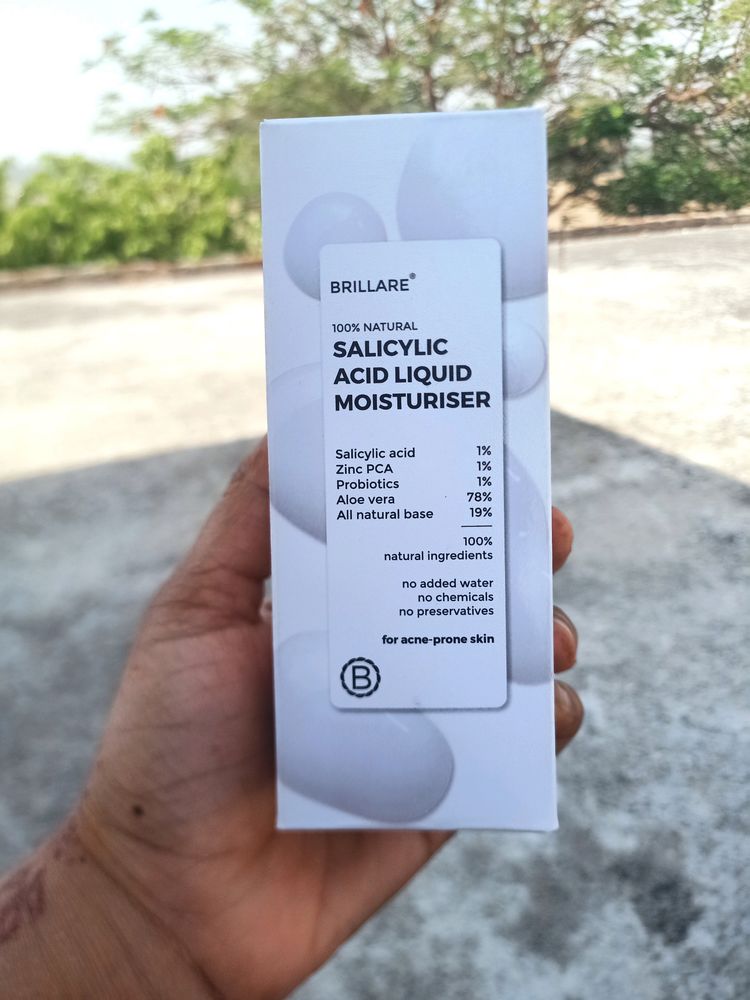 BRILLARE®
100% NATURAL
SALICYLIC
ACID LIQUID
MOISTURISER
Salicylic acid 1%
Zinc PCA 1%
Probiotics 1%
Aloe vera 78%
All natural base 19%
100%
natural ingredients
no added water
no chemicals
no preservatives
for acne-prone skin
B